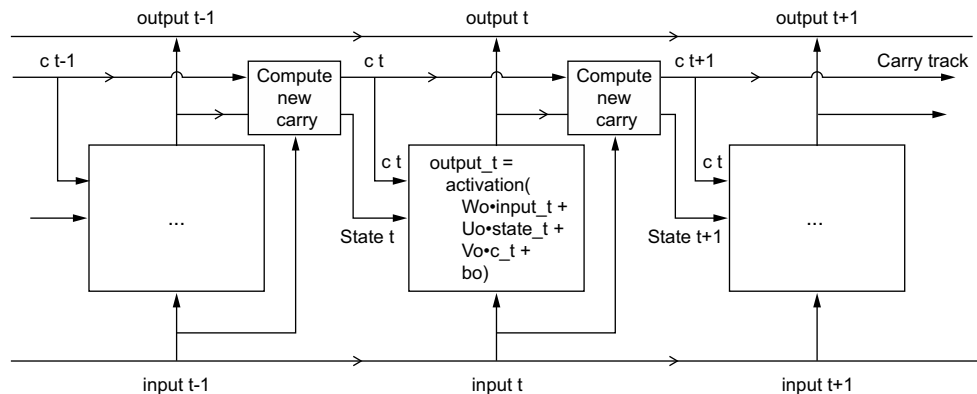 output t-1
output t
output t+1
c t-1
Compute
new
carry
c t
Compute
new
carry
c t+1
Carry track
c t
c t
...
output_t =
activation(
Wo•input_t +
Uo•state_t +
Vo•c_t +
bo)
...
State t
State t+1
input t-1
input t
input t+1